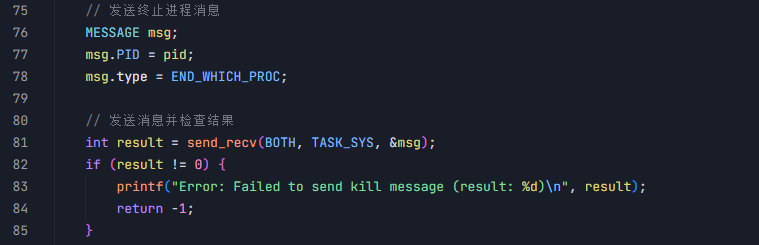 75 // 发送终止进程消息
76 MESSAGE msg;
77 msg.PID = pid;
78 msg.type = END_WHICH_PROC;
79
80 // 发送消息并检查结果
81 int result = send_recv(BOTH, TASK_SYS, &msg);
82 if (result != 0) {
83 printf("Error: Failed to send kill message (result: %d)\n", result);
84 return -1;
85 }